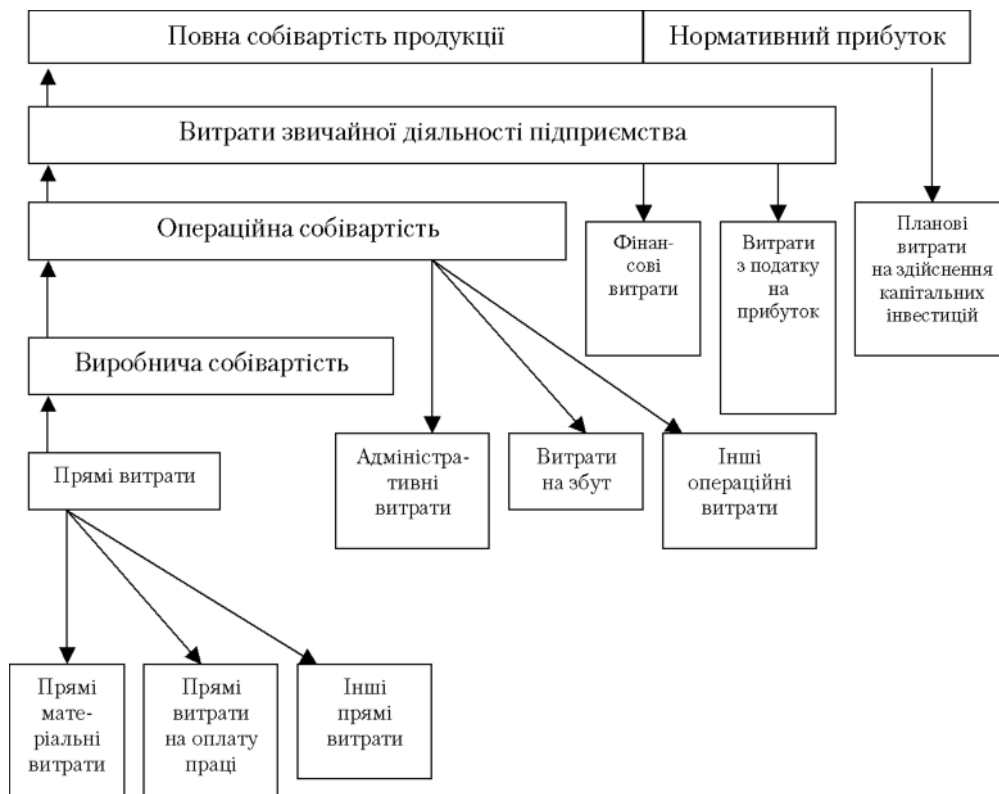 Повна собівартість продукції
Нормативний прибуток
Витрати звичайної діяльності підприємства
Операційна собівартість
Фінан-
сові
витрати
Витрати
з податку
на
прибуток
Планові
витрати
на здійснення
капітальних
інвестицій
Виробнича собівартість
Прямі витрати
Адміністра-
тивні
витрати
Витрати
на збут
Інші
операційні
витрати
Прямі
мате-
ріальні
витрати
Прямі
витрати
на оплату
праці
Інші
прямі
витрати